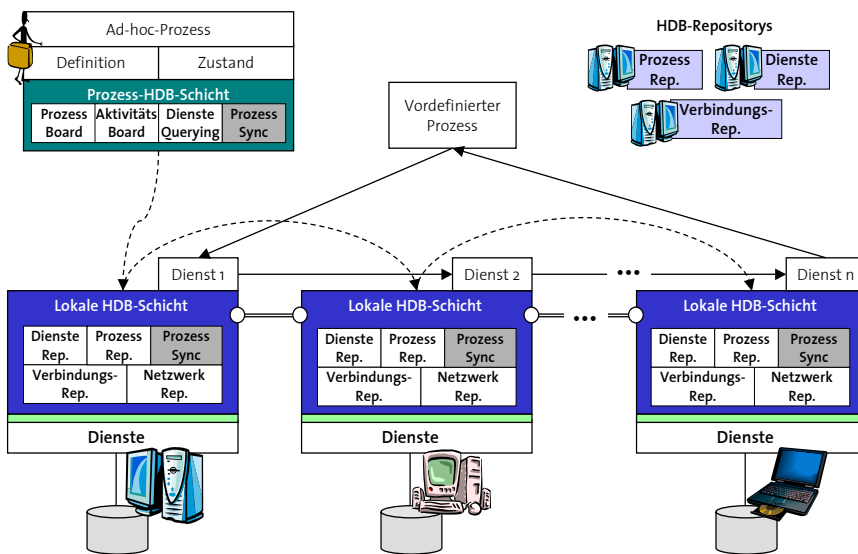 Ad-hoc-Prozess
Definition
Zustand
Prozess-HDB-Schicht
Prozess
Board
Aktivitäts
Board
Dienste
Querying
Prozess
Sync
HDB-Repositorys
Prozess
Rep.
Dienste
Rep.
Verbindungs-
Rep.
Vordefinierter
Prozess
Dienst 1
Dienst 2
•••
Dienst n
Lokale HDB-Schicht
Dienste
Rep.
Prozess
Rep.
Prozess
Sync
Verbindungs-
Rep.
Netzwerk
Rep.
Dienste
Lokale HDB-Schicht
Dienste
Rep.
Prozess
Rep.
Prozess
Sync
Verbindungs-
Rep.
Netzwerk
Rep.
Dienste
•••
Lokale HDB-Schicht
Dienste
Rep.
Prozess
Rep.
Prozess
Sync
Verbindungs-
Rep.
Netzwerk
Rep.
Dienste